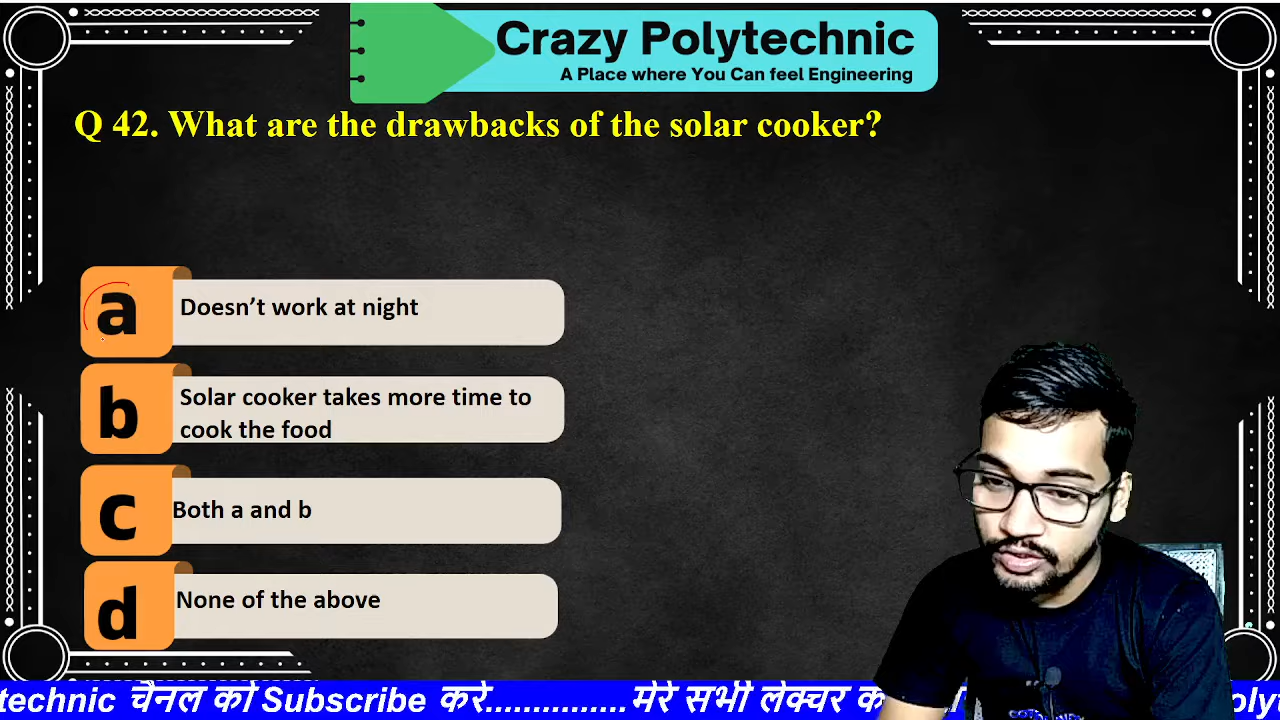 Crazy Polytechnic
A Place where You Can feel Engineering
Q 42. What are the drawbacks of the solar cooker?
a
Doesn’t work at night
b
Solar cooker takes more time to
cook the food
c
Both a and b
d
None of the above
technic चैनल को Subscribe करे...............मेरे सभी लेक्चर क